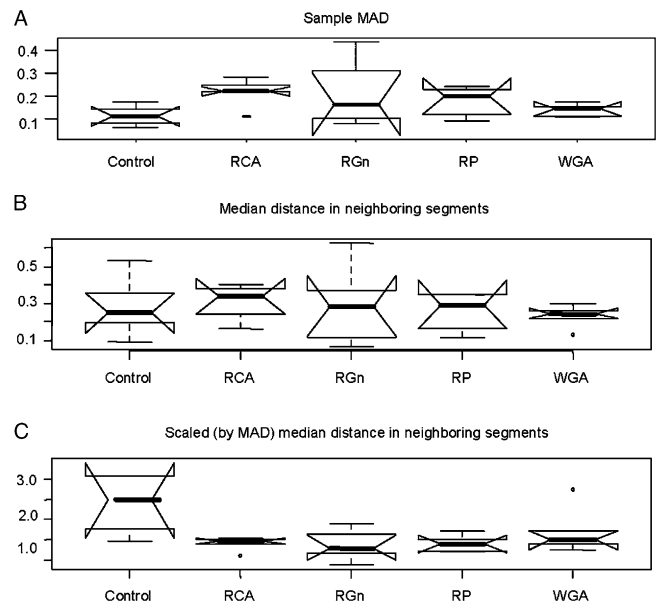 A
Sample MAD
0.4
0.3
0.2
0.1
Control RCA RGn RP WGA
B
Median distance in neighboring segments
0.5
0.3
0.1
Control RCA RGn RP WGA
C
Scaled (by MAD) median distance in neighboring segments
3.0
2.0
1.0
Control RCA RGn RP WGA